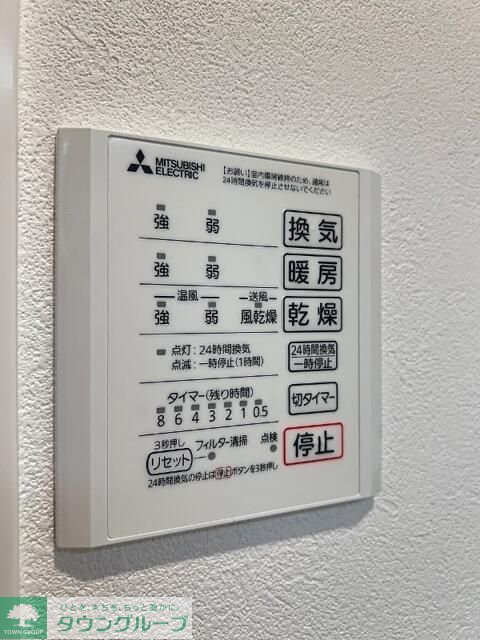 MITSUBISHI
ELECTRIC
【お願い】室内環境維持のため、通常は
24時間換気を停止させないでください
強 弱 換気
強 弱 暖房
温風 送風
強 弱 風乾燥 乾燥
点灯:24時間換気
点滅:一時停止(1時間)
24時間換気
一時停止
タイマー(残り時間)
8 6 4 3 2 1 0.5
切タイマー
3秒押し
リセット フィルター清掃 点検
停止
24時間換気の停止は停止ボタンを3秒押し
TOWN GROUP
ひとを、まちを、もっと豊かに。
タウングループ